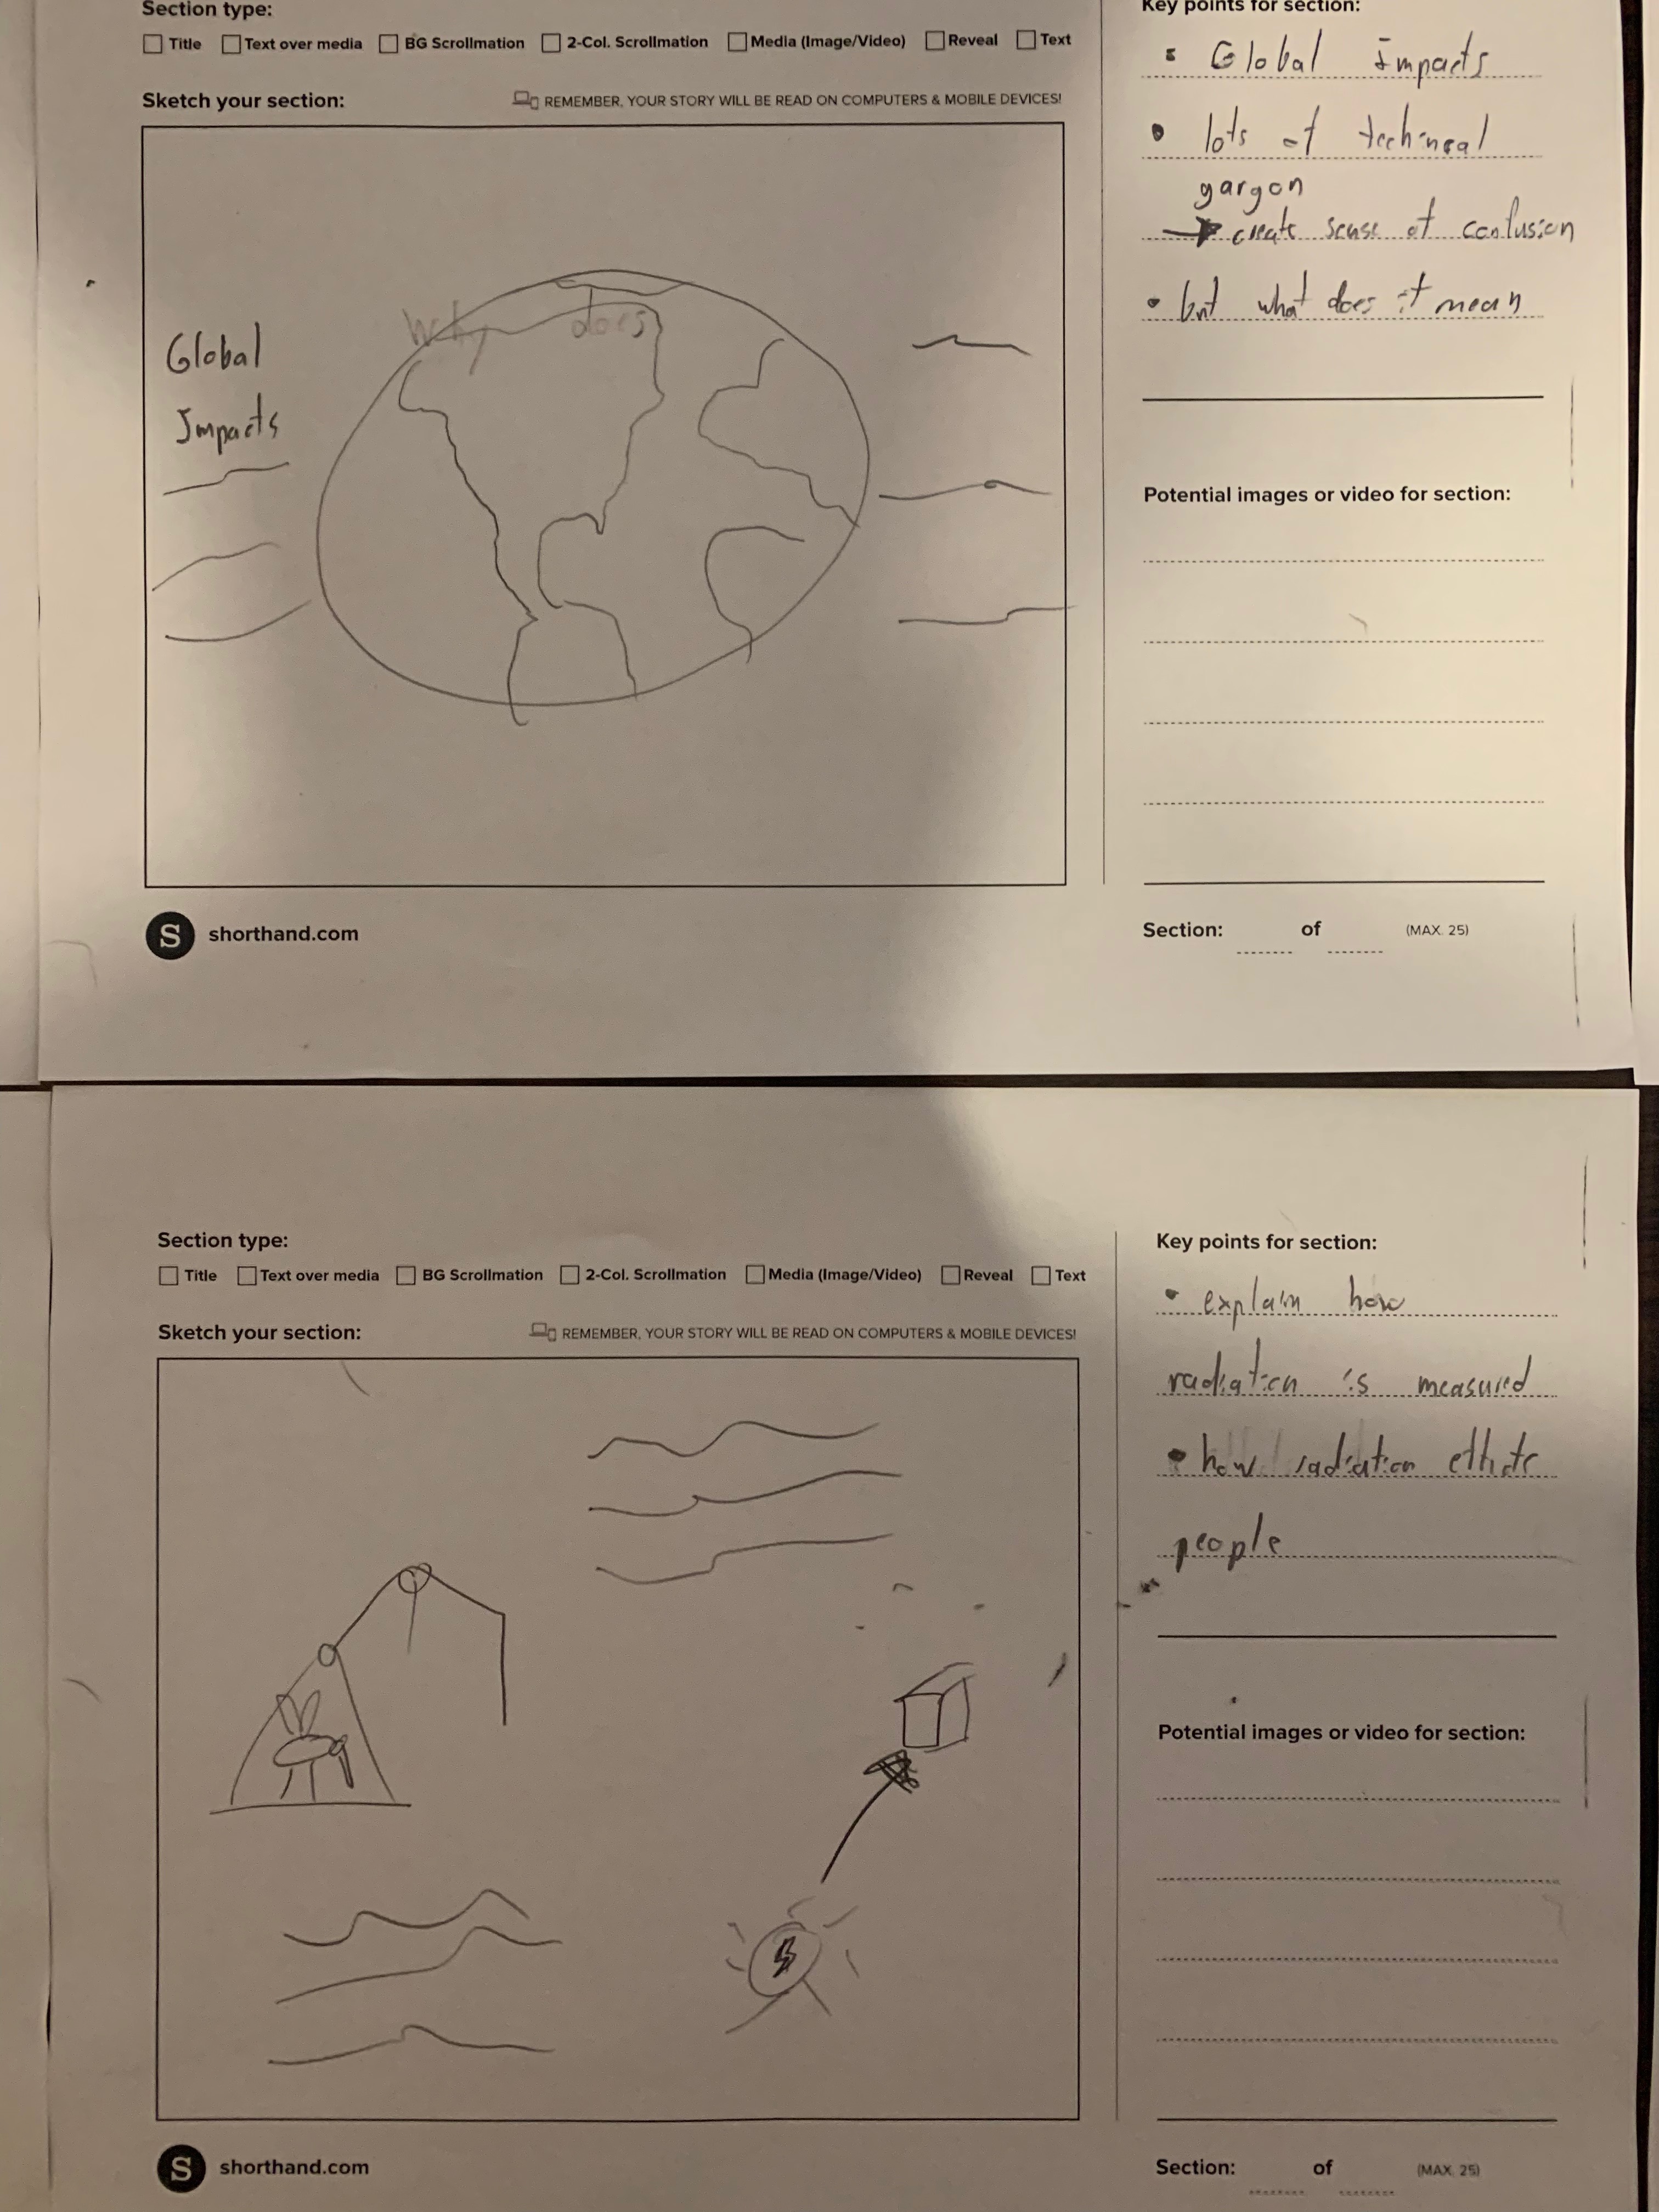 Section type:
Title Text over media BG Scrollmation 2-Col. Scrollmation Media (Image/Video) Reveal Text
Sketch your section: REMEMBER, YOUR STORY WILL BE READ ON COMPUTERS & MOBILE DEVICES!
Why does
Global
Impacts
S shorthand.com
Key points for section:
• Global Impacts
• lots of techincal
gargon
→ create sense of confusion
• but what does it mean
Potential images or video for section:
Section: of (MAX. 25)
Section type:
Title Text over media BG Scrollmation 2-Col. Scrollmation Media (Image/Video) Reveal Text
Sketch your section: REMEMBER, YOUR STORY WILL BE READ ON COMPUTERS & MOBILE DEVICES!
S shorthand.com
Key points for section:
• explain how
radiation is measured
• how radiation
people
Potential images or video for section:
Section: of (MAX. 25)